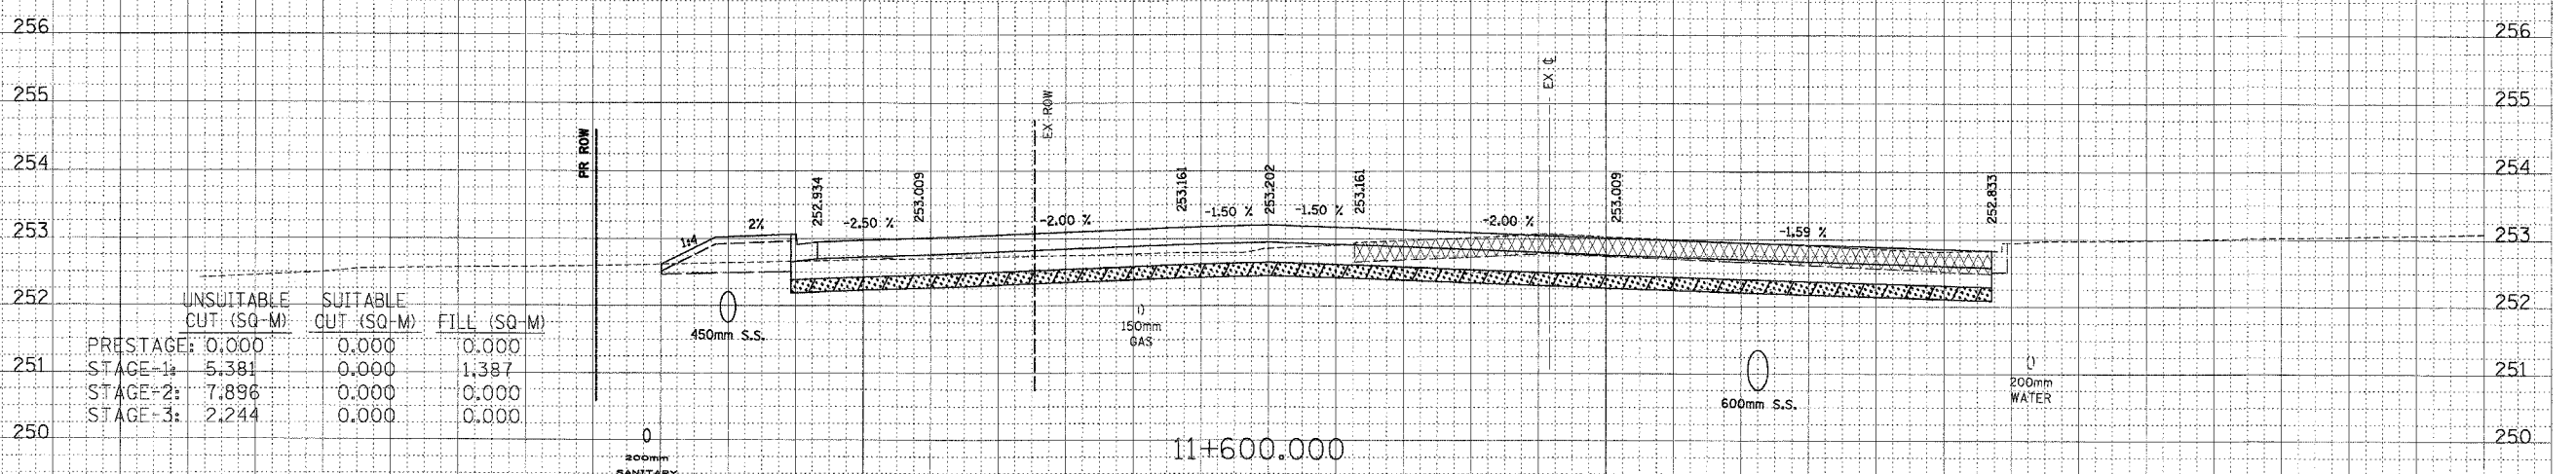 256 256
255 255
254 254
253 253
252 252
251 251
250 250
PR ROW
EX ROW
EX ℄
1:4
2%
252.934
-2.50 %
253.009
-2.00 %
253.161
-1.50 %
253.202
-1.50 %
253.161
-2.00 %
253.009
-1.59 %
252.833
450mm S.S.
150mm
GAS
600mm S.S.
200mm
WATER
200mm
SANITARY
UNSUITABLE SUITABLE
CUT (SQ-M) CUT (SQ-M) FILL (SQ-M)
PRESTAGE: 0.000 0.000 0.000
STAGE-1: 5.381 0.000 1.387
STAGE-2: 7.896 0.000 0.000
STAGE-3: 2.244 0.000 0.000
11+600.000